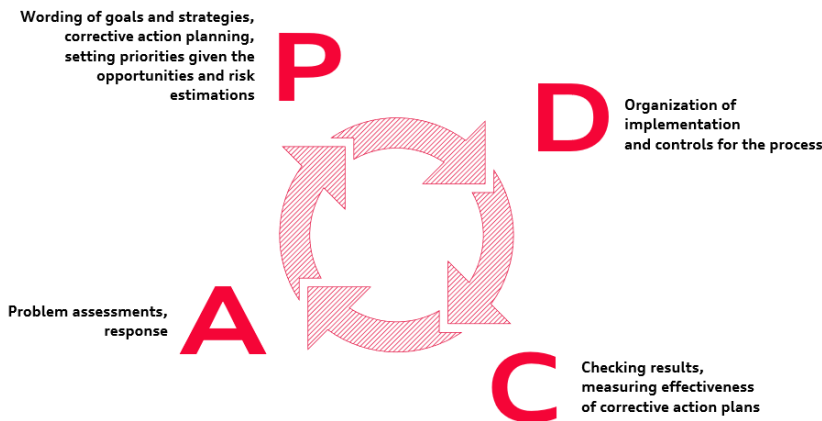 Wording of goals and strategies,
corrective action planning,
setting priorities given the
opportunities and risk
estimations
P
D
Organization of
implementation
and controls for the process
A
Problem assessments,
response
C
Checking results,
measuring effectiveness
of corrective action plans